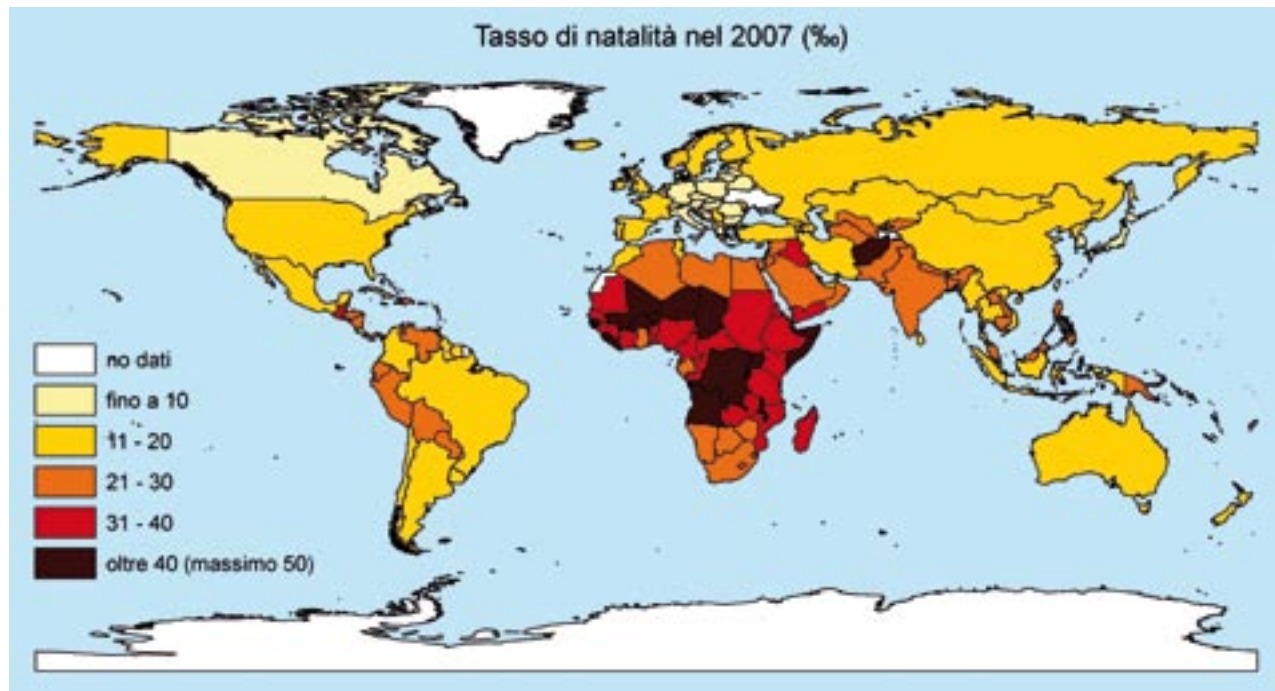 Tasso di natalità nel 2007 (‰)
no dati
fino a 10
11 - 20
21 - 30
31 - 40
oltre 40 (massimo 50)